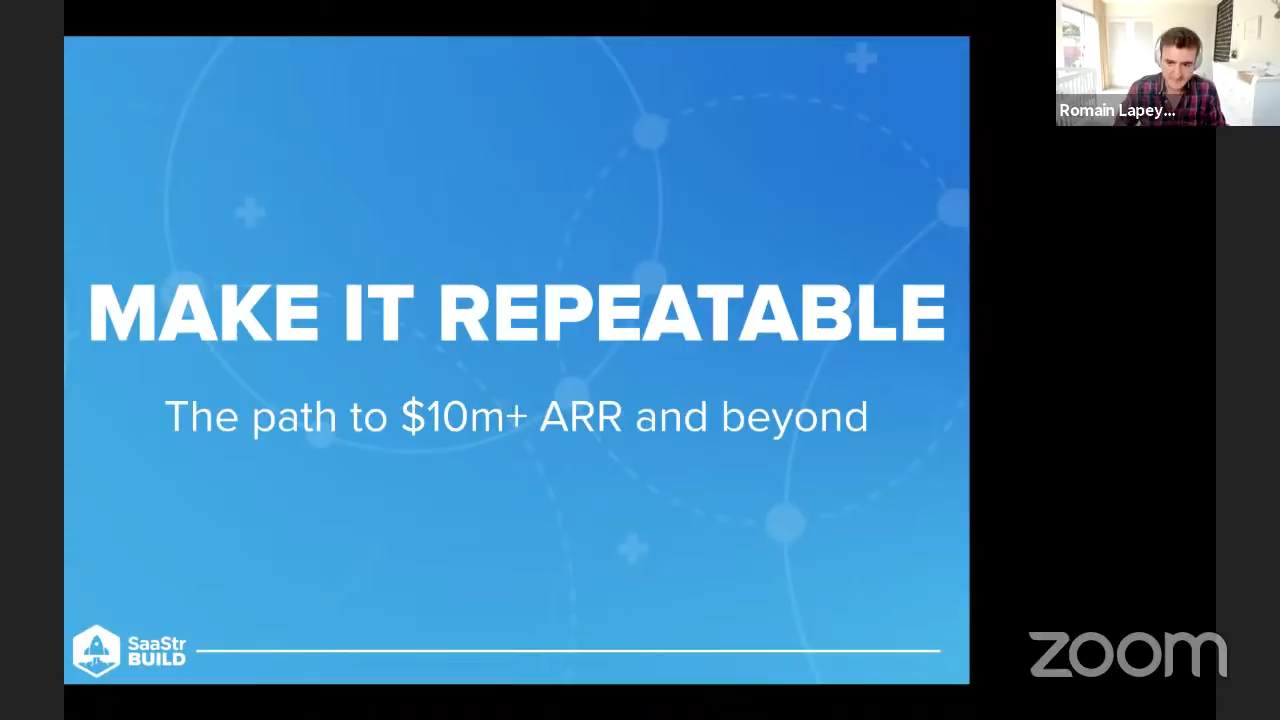 Romain Lapey...
MAKE IT REPEATABLE
The path to $10m+ ARR and beyond
SaaStr
BUILD
zoom